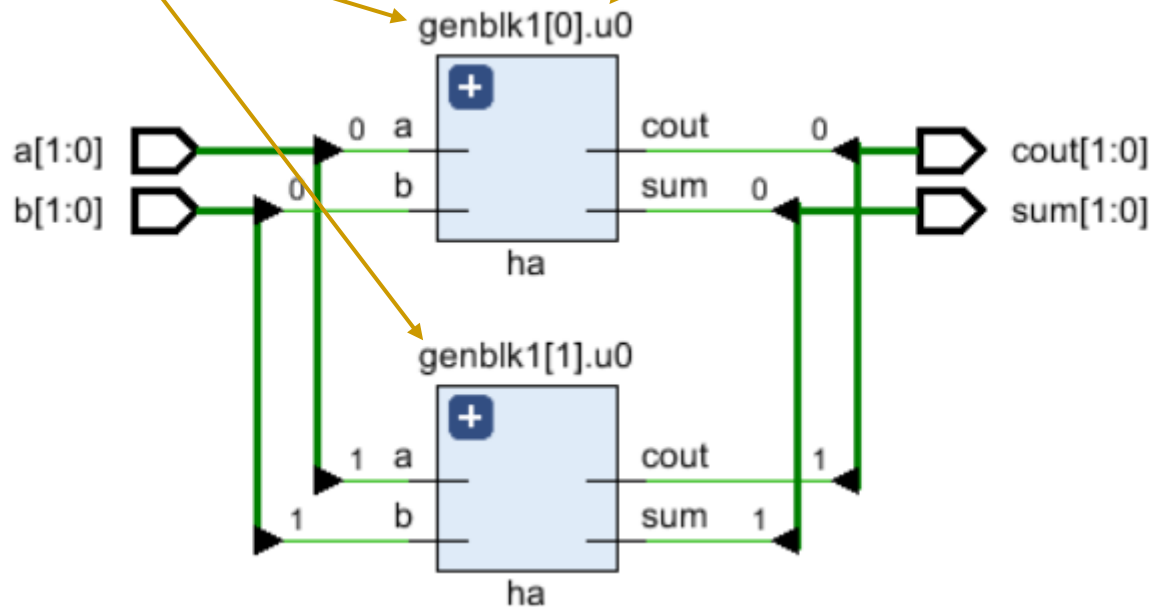 genblk1[0].u0
+
0 a cout 0
a[1:0] cout[1:0]
0 b sum 0
b[1:0] sum[1:0]
ha
genblk1[1].u0
+
1 a cout 1
1 b sum 1
ha